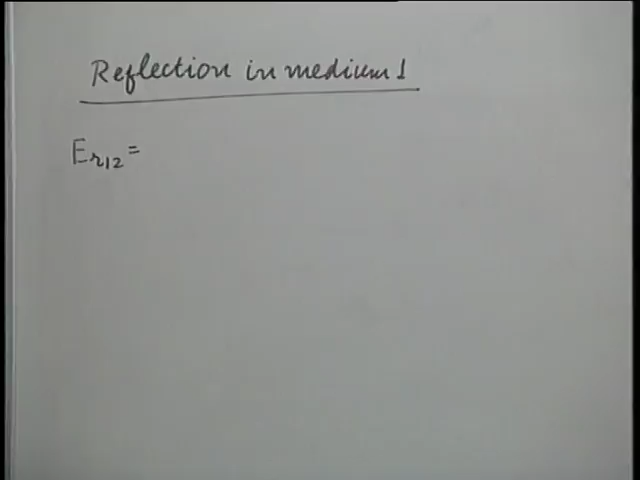 Reflection in medium 1
Er12 =